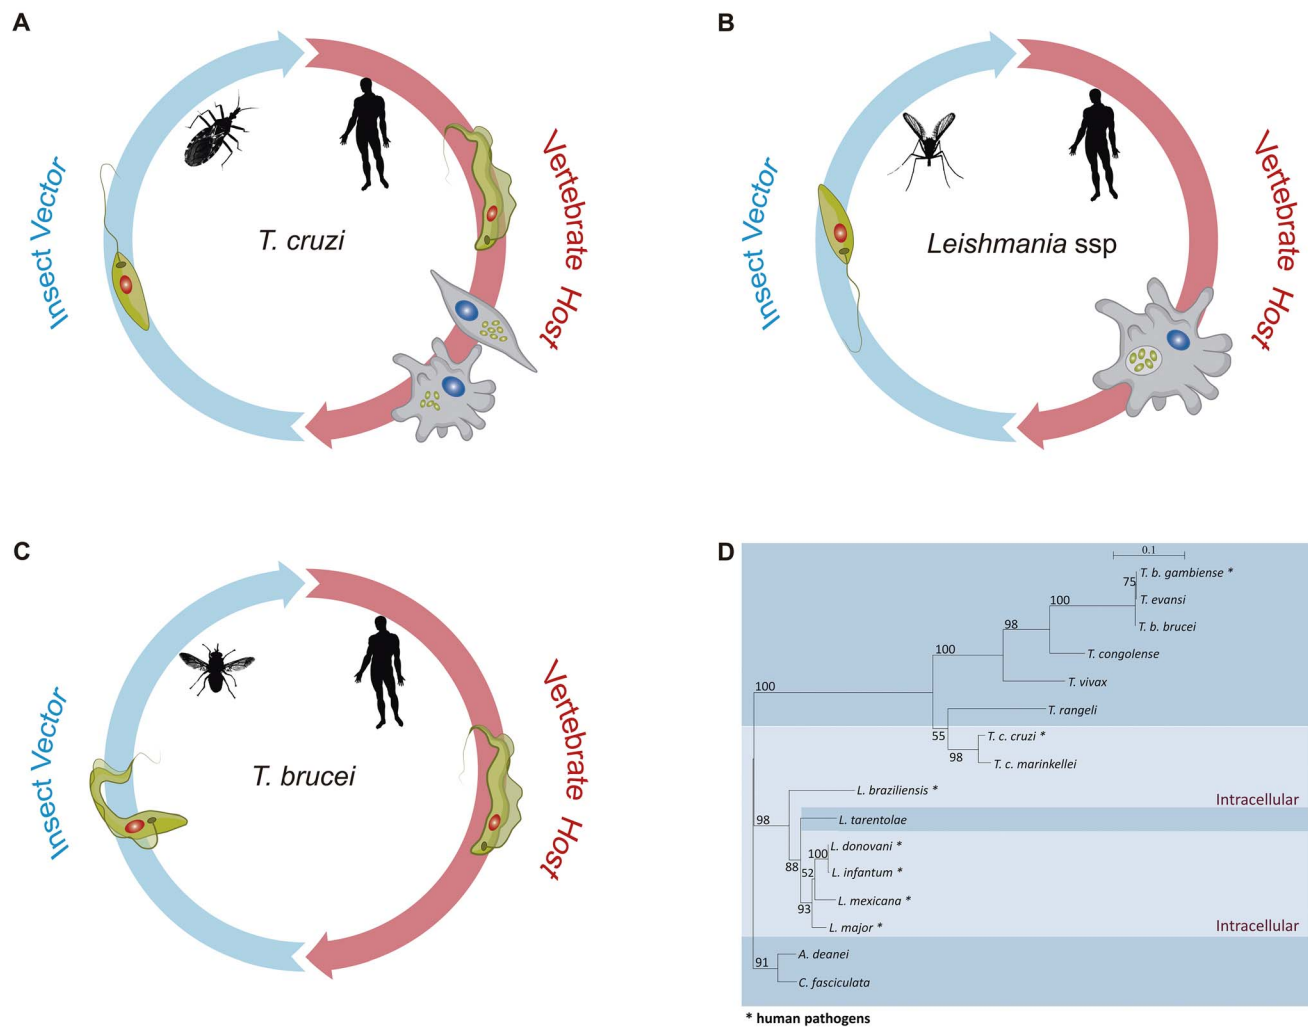 A
Insect Vector
T. cruzi
Vertebrate Host
B
Insect Vector
Leishmania ssp
Vertebrate Host
C
Insect Vector
T. brucei
Vertebrate Host
D
0.1
T. b. gambiense *
75
T. evansi
100
T. b. brucei
98
T. congolense
100
T. vivax
100
T. rangeli
55
T. c. cruzi *
98
T. c. marinkellei
L. braziliensis *
Intracellular
98
L. tarentolae
L. donovani *
100
88
52
L. infantum *
L. mexicana *
93
L. major *
Intracellular
A. deanei
91
C. fasciculata
* human pathogens